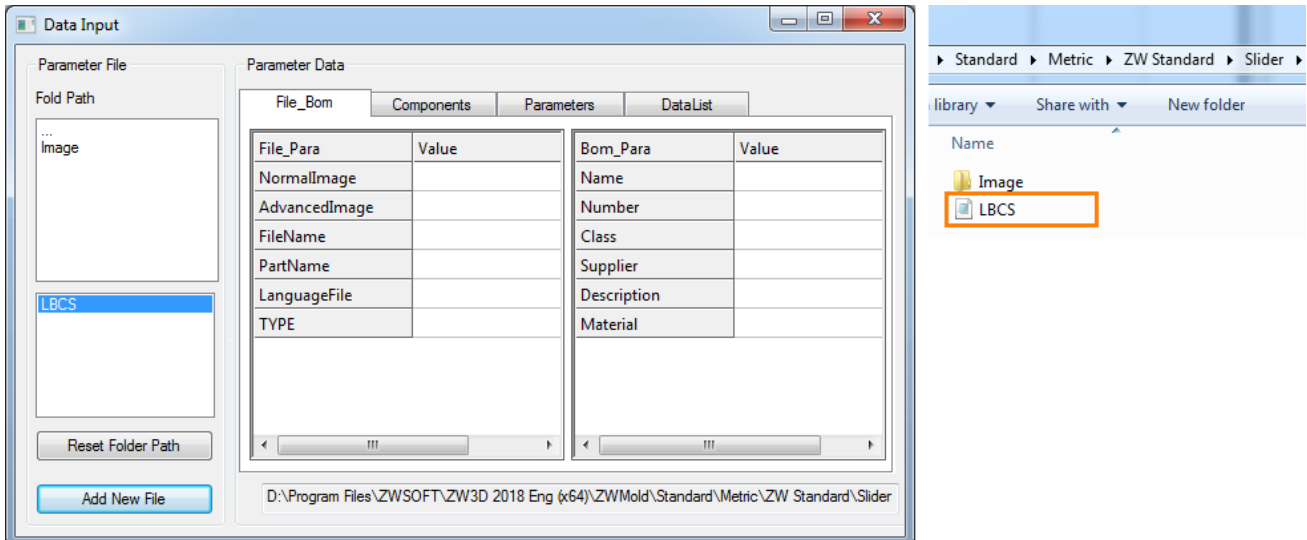 Data Input
Parameter File
Fold Path
...
Image
LBCS
Reset Folder Path
Add New File
Parameter Data
File_Bom Components Parameters DataList
File_Para Value
NormalImage
AdvancedImage
FileName
PartName
LanguageFile
TYPE
Bom_Para Value
Name
Number
Class
Supplier
Description
Material
D:\Program Files\ZWSOFT\ZW3D 2018 Eng (x64)\ZWMold\Standard\Metric\ZW Standard\Slider
Standard Metric ZW Standard Slider
library Share with New folder
Name
Image
LBCS